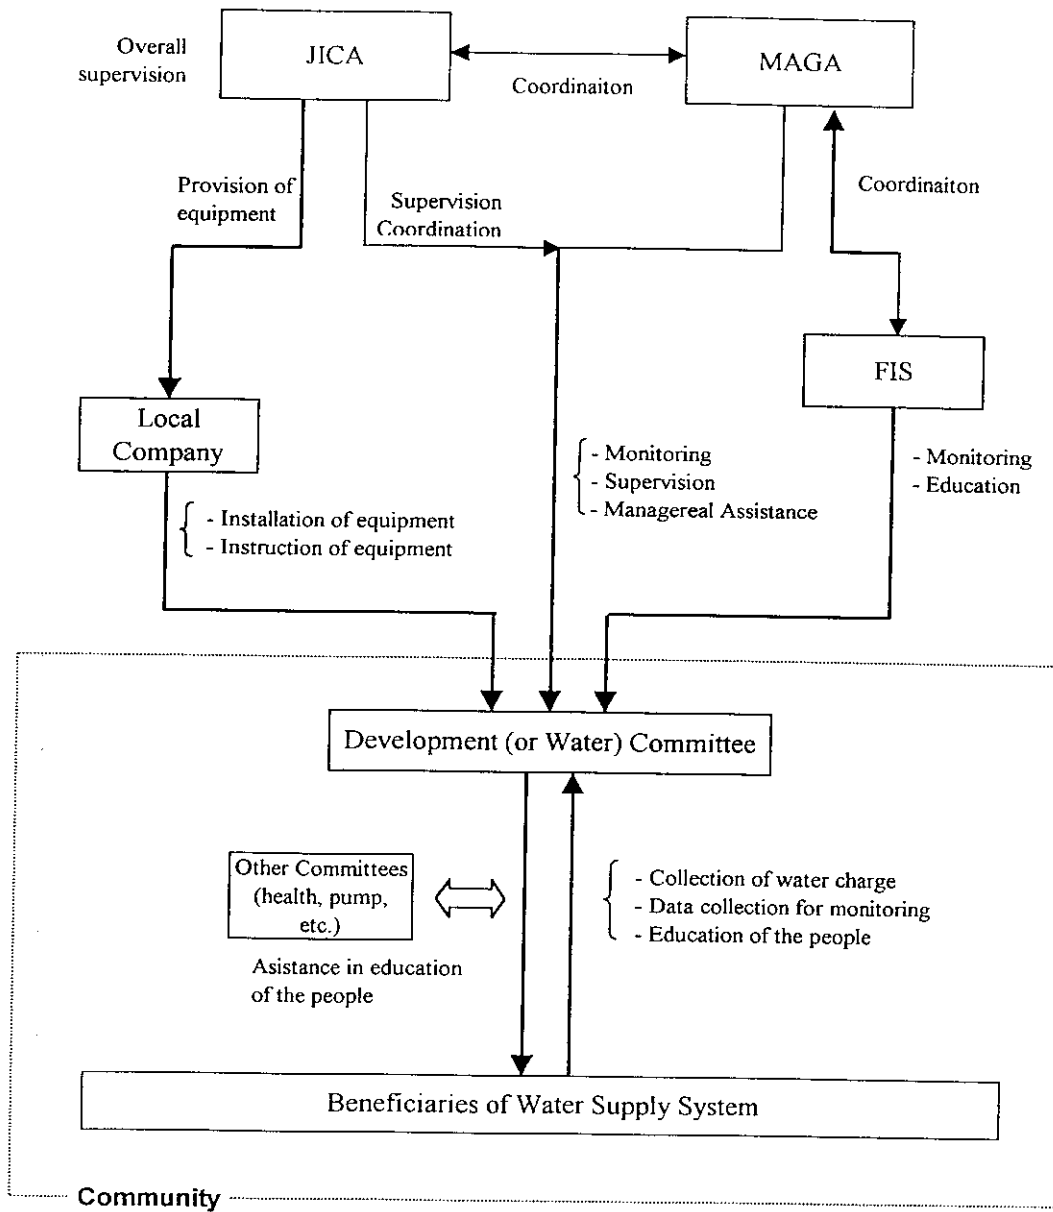 Overall
supervision
JICA
MAGA
Coordinaiton
Provision of
equipment
Supervision
Coordination
Coordinaiton
FIS
Local
Company
- Monitoring
- Supervision
- Managereal Assistance
- Monitoring
- Education
- Installation of equipment
- Instruction of equipment
Development (or Water) Committee
Other Committees
(health, pump,
etc.)
- Collection of water charge
- Data collection for monitoring
- Education of the people
Asistance in education
of the people
Beneficiaries of Water Supply System
Community